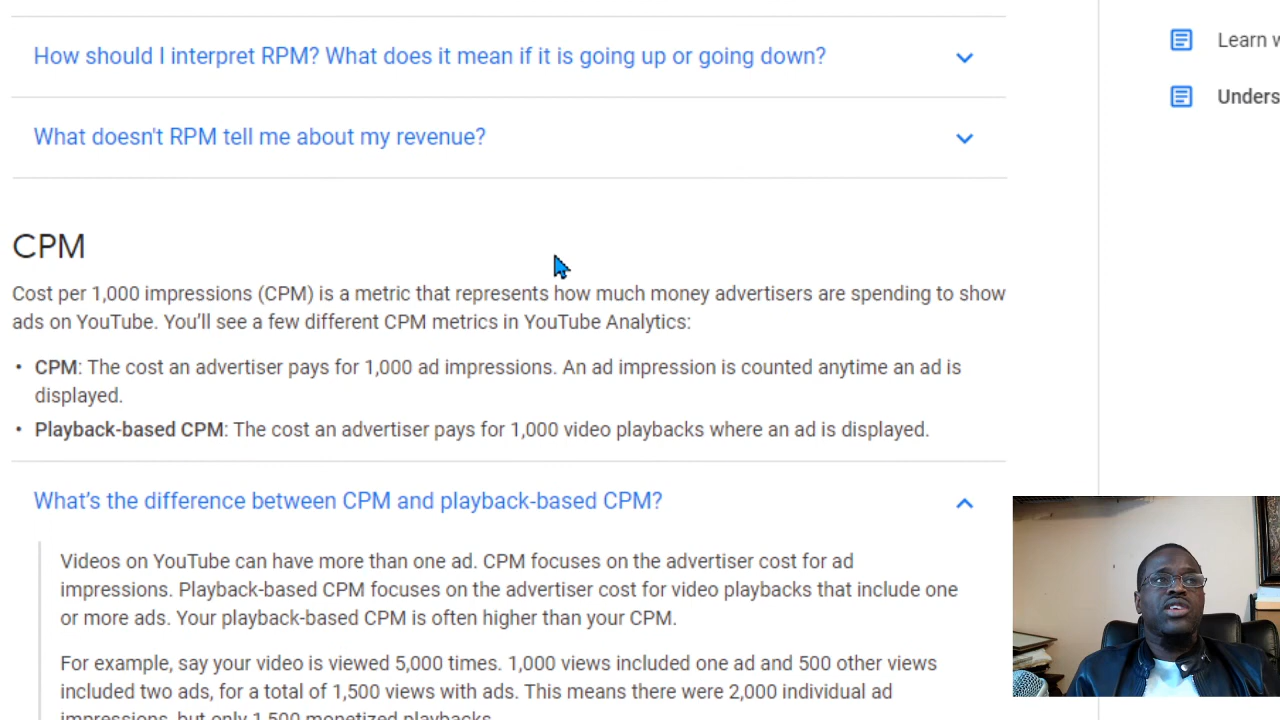 How should I interpret RPM? What does it mean if it is going up or going down?
What doesn't RPM tell me about my revenue?
CPM
Cost per 1,000 impressions (CPM) is a metric that represents how much money advertisers are spending to show
ads on YouTube. You'll see a few different CPM metrics in YouTube Analytics:
• CPM: The cost an advertiser pays for 1,000 ad impressions. An ad impression is counted anytime an ad is
displayed.
• Playback-based CPM: The cost an advertiser pays for 1,000 video playbacks where an ad is displayed.
What's the difference between CPM and playback-based CPM?
Videos on YouTube can have more than one ad. CPM focuses on the advertiser cost for ad
impressions. Playback-based CPM focuses on the advertiser cost for video playbacks that include one
or more ads. Your playback-based CPM is often higher than your CPM.
For example, say your video is viewed 5,000 times. 1,000 views included one ad and 500 other views
included two ads, for a total of 1,500 views with ads. This means there were 2,000 individual ad
impressions, but only 1,500 monetized playbacks.
Learn w
Unders